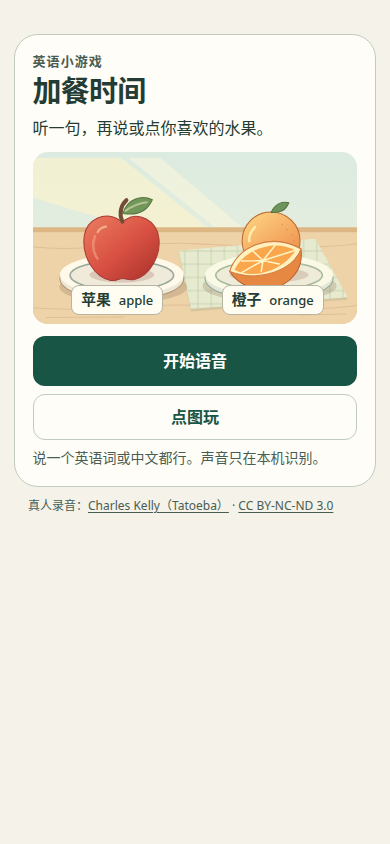 英语小游戏
加餐时间
听一句，再说或点你喜欢的水果。
苹果 apple
橙子 orange
开始语音
点图玩
说一个英语词或中文都行。声音只在本机识别。
真人录音：Charles Kelly（Tatoeba） · CC BY-NC-ND 3.0